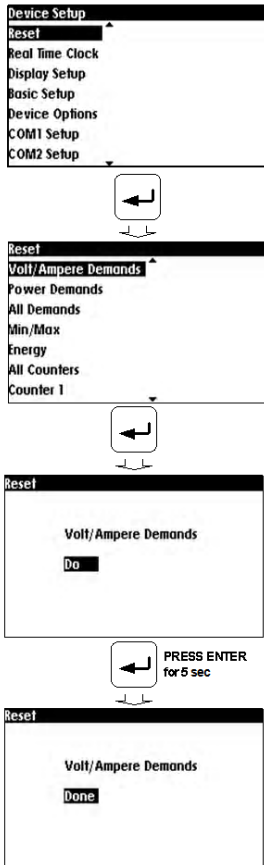 Device Setup
Reset
Real Time Clock
Display Setup
Basic Setup
Device Options
COM1 Setup
COM2 Setup
Reset
Volt/Ampere Demands
Power Demands
All Demands
Min/Max
Energy
All Counters
Counter 1
Reset
Volt/Ampere Demands
Do
PRESS ENTER
for 5 sec
Reset
Volt/Ampere Demands
Done